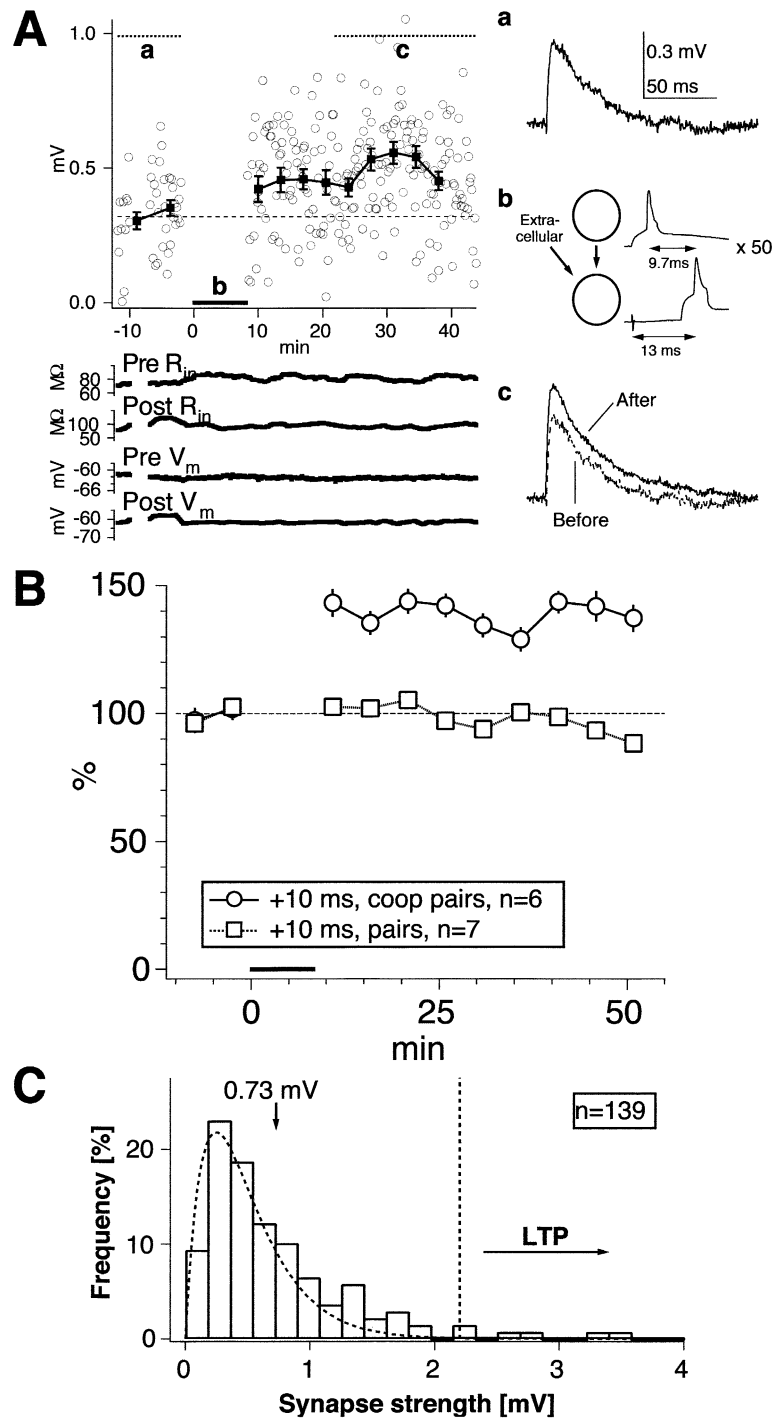 A
1.0
0.5
0.0
mV
a
c
b
-10 0 10 20 30 40
min
Pre Rin
MΩ
80
60
Post Rin
MΩ
100
50
Pre Vm
mV
-60
-66
Post Vm
mV
-60
-70
a
0.3 mV
50 ms
b
Extra-
cellular
9.7ms
x 50
13 ms
c
After
Before
B
150
100
50
0
%
+10 ms, coop pairs, n=6
+10 ms, pairs, n=7
0 25 50
min
C
0.73 mV
n=139
LTP
20
10
0
Frequency [%]
0 1 2 3 4
Synapse strength [mV]